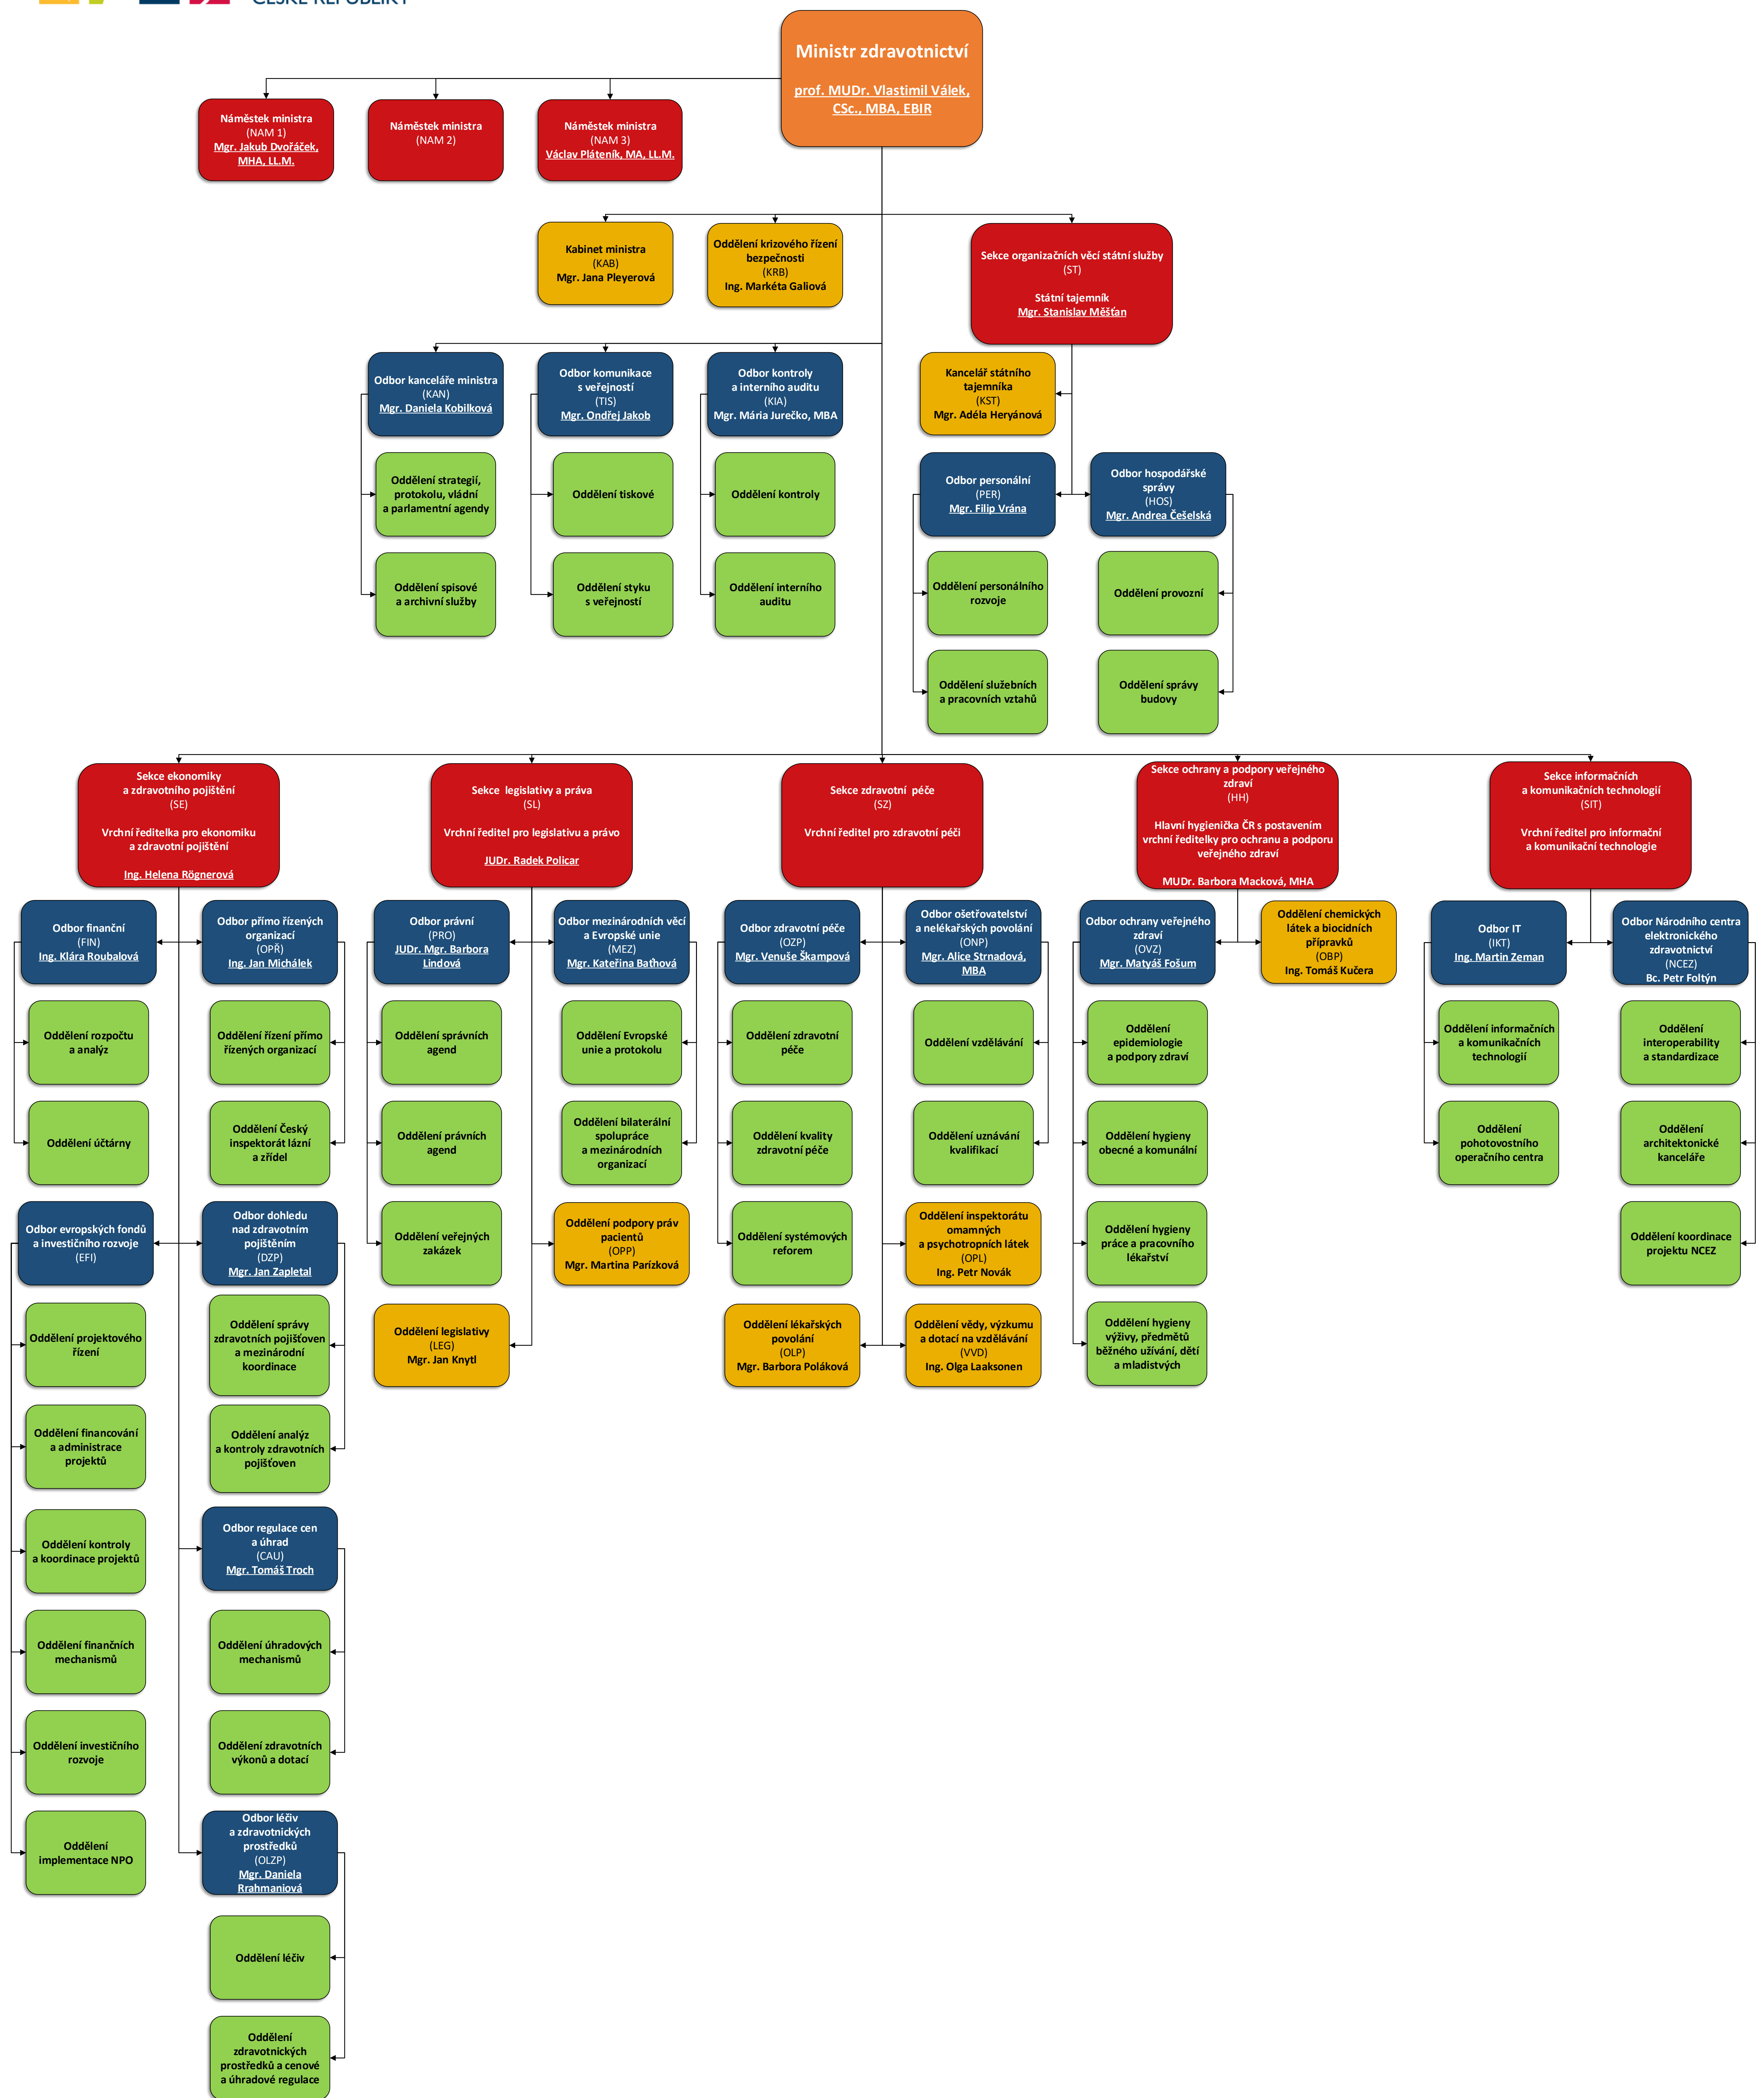 ČESKÉ REPUBLIKY
Ministr zdravotnictví
prof. MUDr. Vlastimil Válek,
CSc., MBA, EBIR
Náměstek ministra
(NAM 1)
Mgr. Jakub Dvořáček,
MHA, LL.M.
Náměstek ministra
(NAM 2)
Náměstek ministra
(NAM 3)
Václav Pláteník, MA, LL.M.
Kabinet ministra
(KAB)
Mgr. Jana Pleyerová
Oddělení krizového řízení
bezpečnosti
(KRB)
Ing. Markéta Galiová
Sekce organizačních věcí státní služby
(ST)
Státní tajemník
Mgr. Stanislav Měšťan
Odbor kanceláře ministra
(KAN)
Mgr. Daniela Kobilková
Odbor komunikace
s veřejností
(TIS)
Mgr. Ondřej Jakob
Odbor kontroly
a interního auditu
(KIA)
Mgr. Mária Jurečko, MBA
Kancelář státního
tajemníka
(KST)
Mgr. Adéla Heryánová
Oddělení strategií,
protokolu, vládní
a parlamentní agendy
Oddělení tiskové
Oddělení kontroly
Odbor personální
(PER)
Mgr. Filip Vrána
Odbor hospodářské
správy
(HOS)
Mgr. Andrea Češelská
Oddělení spisové
a archivní služby
Oddělení styku
s veřejností
Oddělení interního
auditu
Oddělení personálního
rozvoje
Oddělení provozní
Oddělení služebních
a pracovních vztahů
Oddělení správy
budovy
Sekce ekonomiky
a zdravotního pojištění
(SE)
Vrchní ředitelka pro ekonomiku
a zdravotní pojištění
Ing. Helena Rögnerová
Sekce legislativy a práva
(SL)
Vrchní ředitel pro legislativu a právo
JUDr. Radek Policar
Sekce zdravotní péče
(SZ)
Vrchní ředitel pro zdravotní péči
Sekce ochrany a podpory veřejného
zdraví
(HH)
Hlavní hygienička ČR s postavením
vrchní ředitelky pro ochranu a podporu
veřejného zdraví
MUDr. Barbora Macková, MHA
Sekce informačních
a komunikačních technologií
(SIT)
Vrchní ředitel pro informační
a komunikační technologie
Odbor finanční
(FIN)
Ing. Klára Roubalová
Odbor přímo řízených
organizací
(OPŘ)
Ing. Jan Michálek
Odbor právní
(PRO)
JUDr. Mgr. Barbora
Lindová
Odbor mezinárodních věcí
a Evropské unie
(MEZ)
Mgr. Kateřina Baťhová
Odbor zdravotní péče
(OZP)
Mgr. Venuše Škampová
Odbor ošetřovatelství
a nelékařských povolání
(ONP)
Mgr. Alice Strnadová,
MBA
Odbor ochrany veřejného
zdraví
(OVZ)
Mgr. Matyáš Fošum
Oddělení chemických
látek a biocidních
přípravků
(OBP)
Ing. Tomáš Kučera
Odbor IT
(IKT)
Ing. Martin Zeman
Odbor Národního centra
elektronického
zdravotnictví
(NCEZ)
Bc. Petr Foltýn
Oddělení rozpočtu
a analýz
Oddělení řízení přímo
řízených organizací
Oddělení správních
agend
Oddělení Evropské
unie a protokolu
Oddělení zdravotní
péče
Oddělení vzdělávání
Oddělení
epidemiologie
a podpory zdraví
Oddělení informačních
a komunikačních
technologií
Oddělení
interoperability
a standardizace
Oddělení účtárny
Oddělení Český
inspektorát lázní
a zřídel
Oddělení právních
agend
Oddělení bilaterální
spolupráce
a mezinárodních
organizací
Oddělení kvality
zdravotní péče
Oddělení uznávání
kvalifikací
Oddělení hygieny
obecné a komunální
Oddělení
pohotovostního
operačního centra
Oddělení
architektonické
kanceláře
Odbor evropských fondů
a investičního rozvoje
(EFI)
Odbor dohledu
nad zdravotním
pojištěním
(DZP)
Mgr. Jan Zapletal
Oddělení veřejných
zakázek
Oddělení podpory práv
pacientů
(OPP)
Mgr. Martina Parízková
Oddělení systémových
reforem
Oddělení inspektorátu
omamných
a psychotropních látek
(OPL)
Ing. Petr Novák
Oddělení hygieny
práce a pracovního
lékařství
Oddělení koordinace
projektu NCEZ
Oddělení projektového
řízení
Oddělení správy
zdravotních pojišťoven
a mezinárodní
koordinace
Oddělení legislativy
(LEG)
Mgr. Jan Knytl
Oddělení lékařských
povolání
(OLP)
Mgr. Barbora Poláková
Oddělení vědy, výzkumu
a dotací na vzdělávání
(VVD)
Ing. Olga Laaksonen
Oddělení hygieny
výživy, předmětů
běžného užívání, dětí
a mladistvých
Oddělení financování
a administrace
projektů
Oddělení analýz
a kontroly zdravotních
pojišťoven
Oddělení kontroly
a koordinace projektů
Odbor regulace cen
a úhrad
(CAU)
Mgr. Tomáš Troch
Oddělení finančních
mechanismů
Oddělení úhradových
mechanismů
Oddělení investičního
rozvoje
Oddělení zdravotních
výkonů a dotací
Oddělení
implementace NPO
Odbor léčiv
a zdravotnických
prostředků
(OLZP)
Mgr. Daniela
Rrahmaniová
Oddělení léčiv
Oddělení
zdravotnických
prostředků a cenové
a úhradové regulace